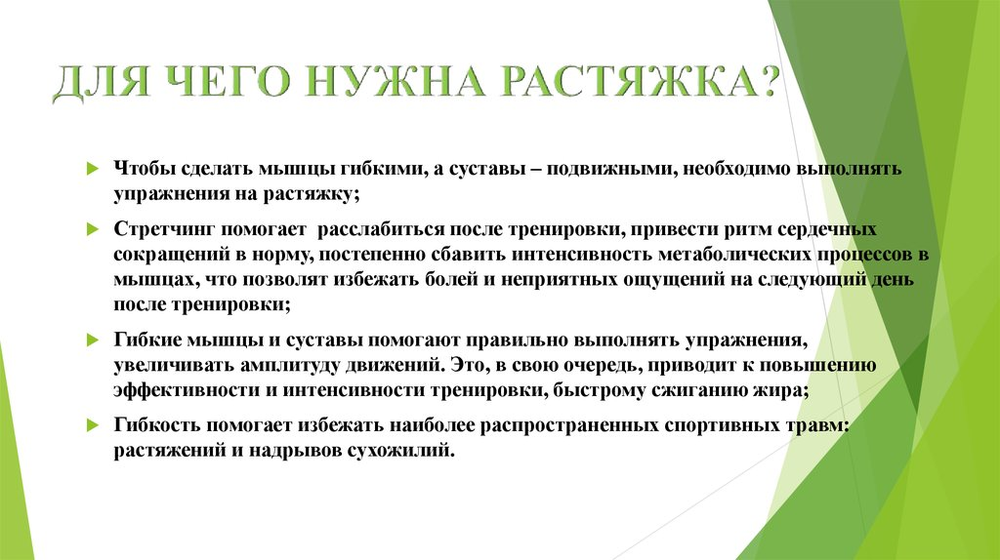 ДЛЯ ЧЕГО НУЖНА РАСТЯЖКА?
Чтобы сделать мышцы гибкими, а суставы – подвижными, необходимо выполнять
упражнения на растяжку;
Стретчинг помогает  расслабиться после тренировки, привести ритм сердечных
сокращений в норму, постепенно сбавить интенсивность метаболических процессов в
мышцах, что позволят избежать болей и неприятных ощущений на следующий день
после тренировки;
Гибкие мышцы и суставы помогают правильно выполнять упражнения,
увеличивать амплитуду движений. Это, в свою очередь, приводит к повышению
эффективности и интенсивности тренировки, быстрому сжиганию жира;
Гибкость помогает избежать наиболее распространенных спортивных травм:
растяжений и надрывов сухожилий.